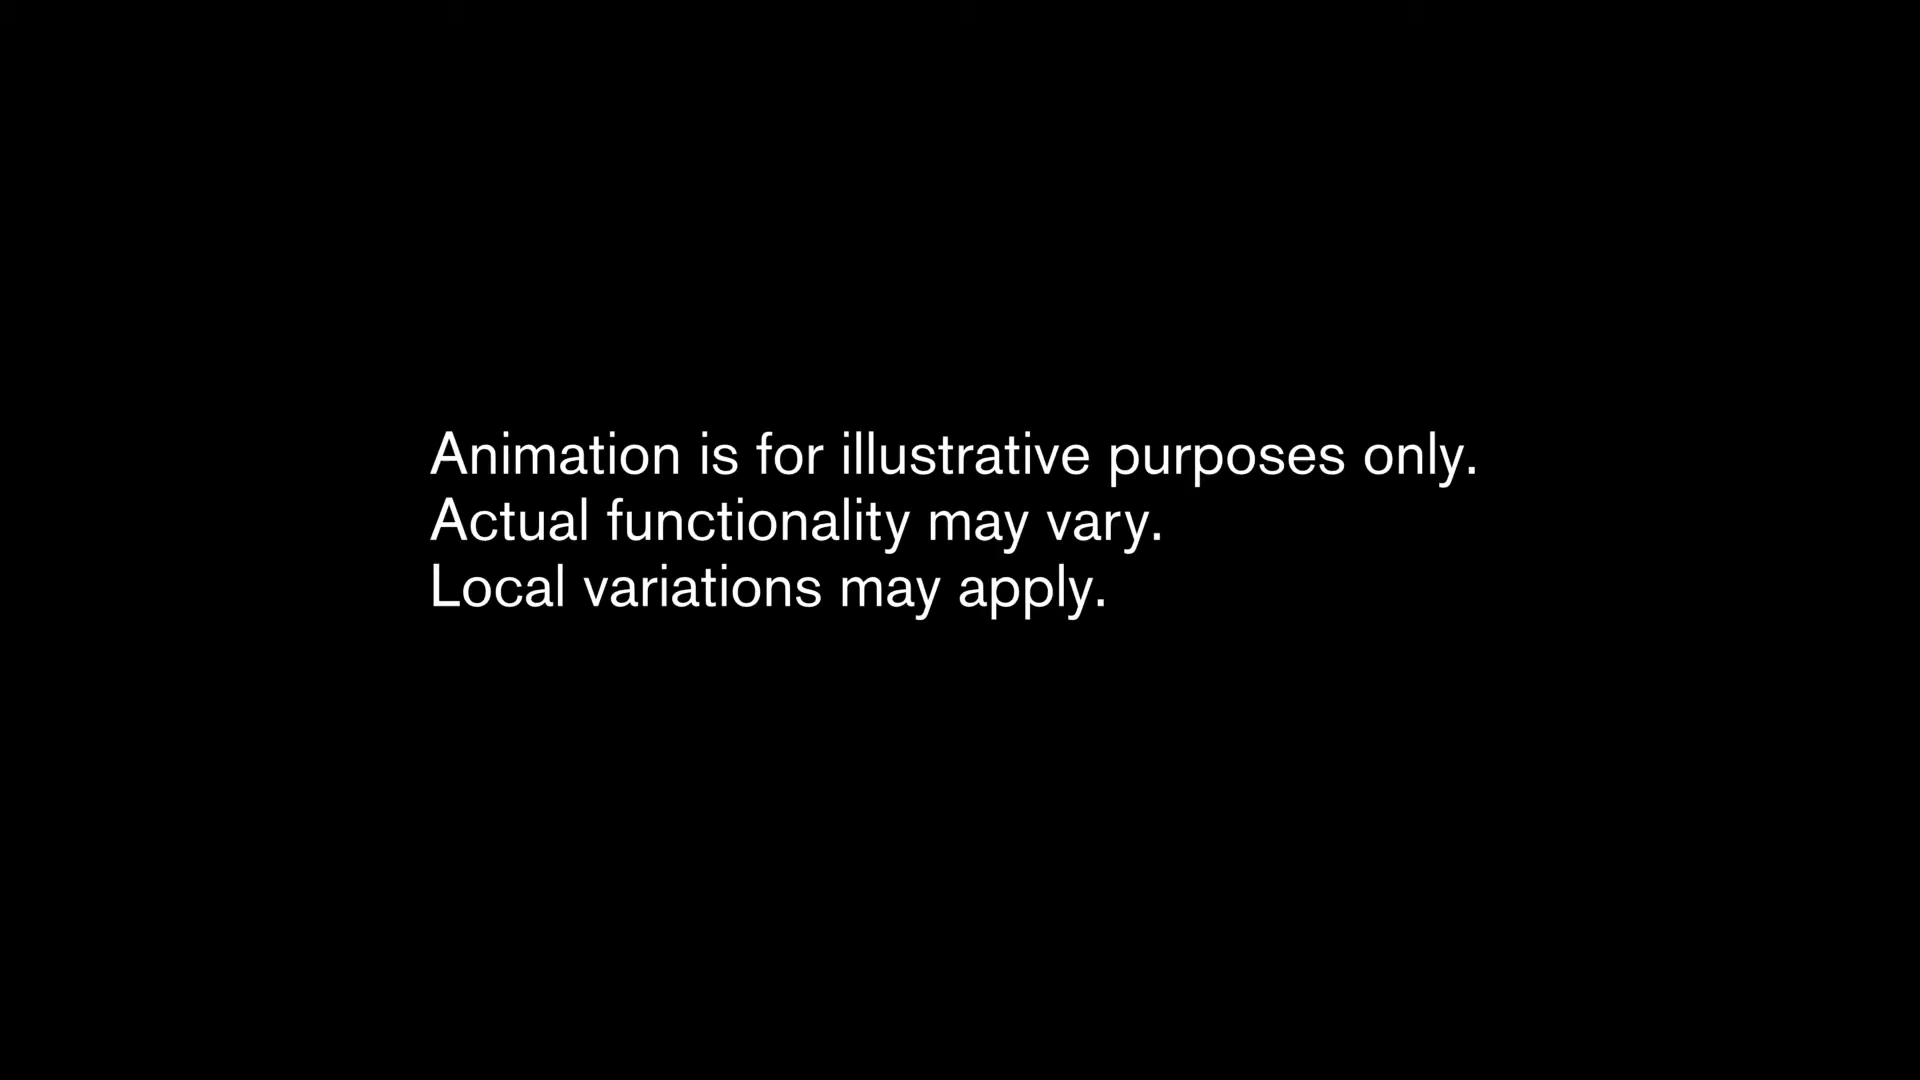 Animation is for illustrative purposes only.
Actual functionality may vary.
Local variations may apply.